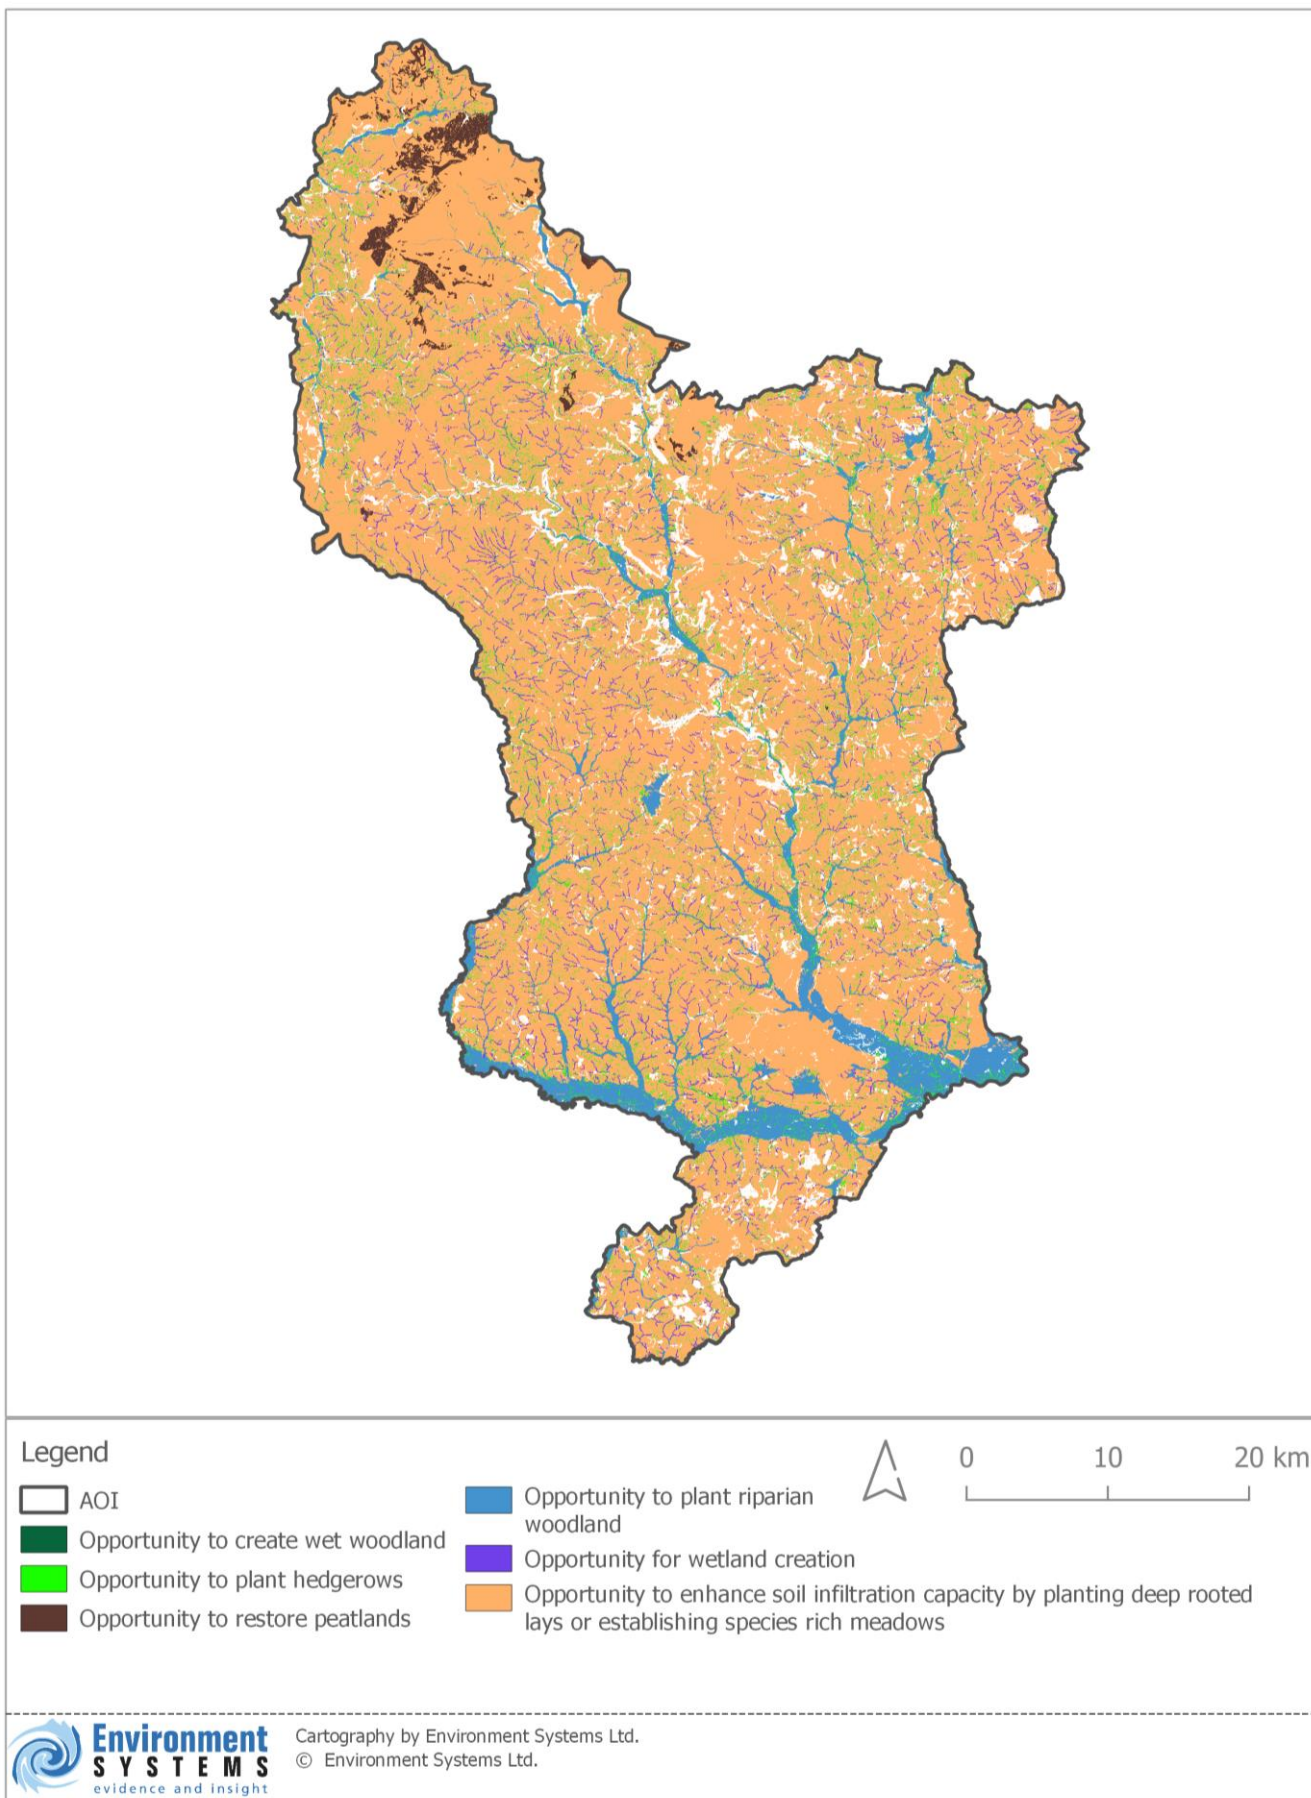 Legend
AOI
Opportunity to create wet woodland
Opportunity to plant hedgerows
Opportunity to restore peatlands
Opportunity to plant riparian
woodland
Opportunity for wetland creation
Opportunity to enhance soil infiltration capacity by planting deep rooted
lays or establishing species rich meadows
0 10 20 km
Environment
SYSTEMS
evidence and insight
Cartography by Environment Systems Ltd.
© Environment Systems Ltd.